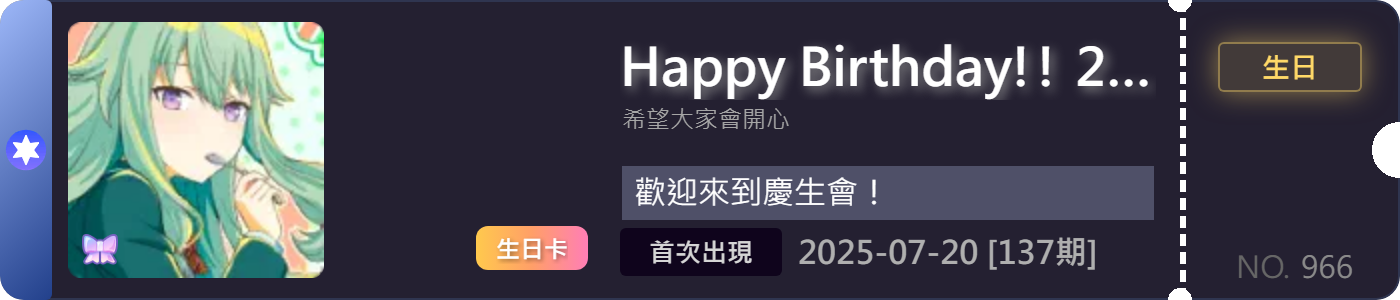 Happy Birthday!! 2...
希望大家會開心
歡迎來到慶生會！
生日卡
首次出現
2025-07-20 [137期]
生日
NO. 966